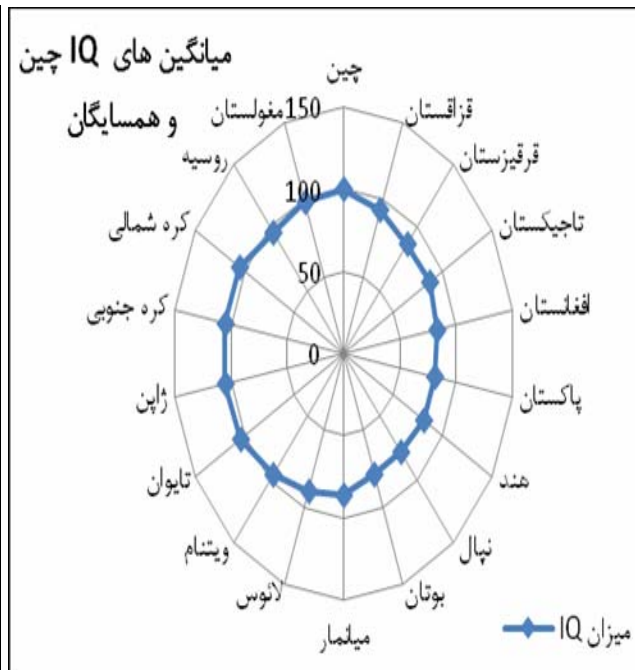 میانگین های IQ چین
و همسایگان
چین
قزاقستان
قرقیزستان
تاجیکستان
افغانستان
پاکستان
هند
نپال
بوتان
میانمار
لائوس
ویتنام
تایوان
ژاپن
کره جنوبی
کره شمالی
روسیه
مغولستان
150
100
50
0
میزان IQ